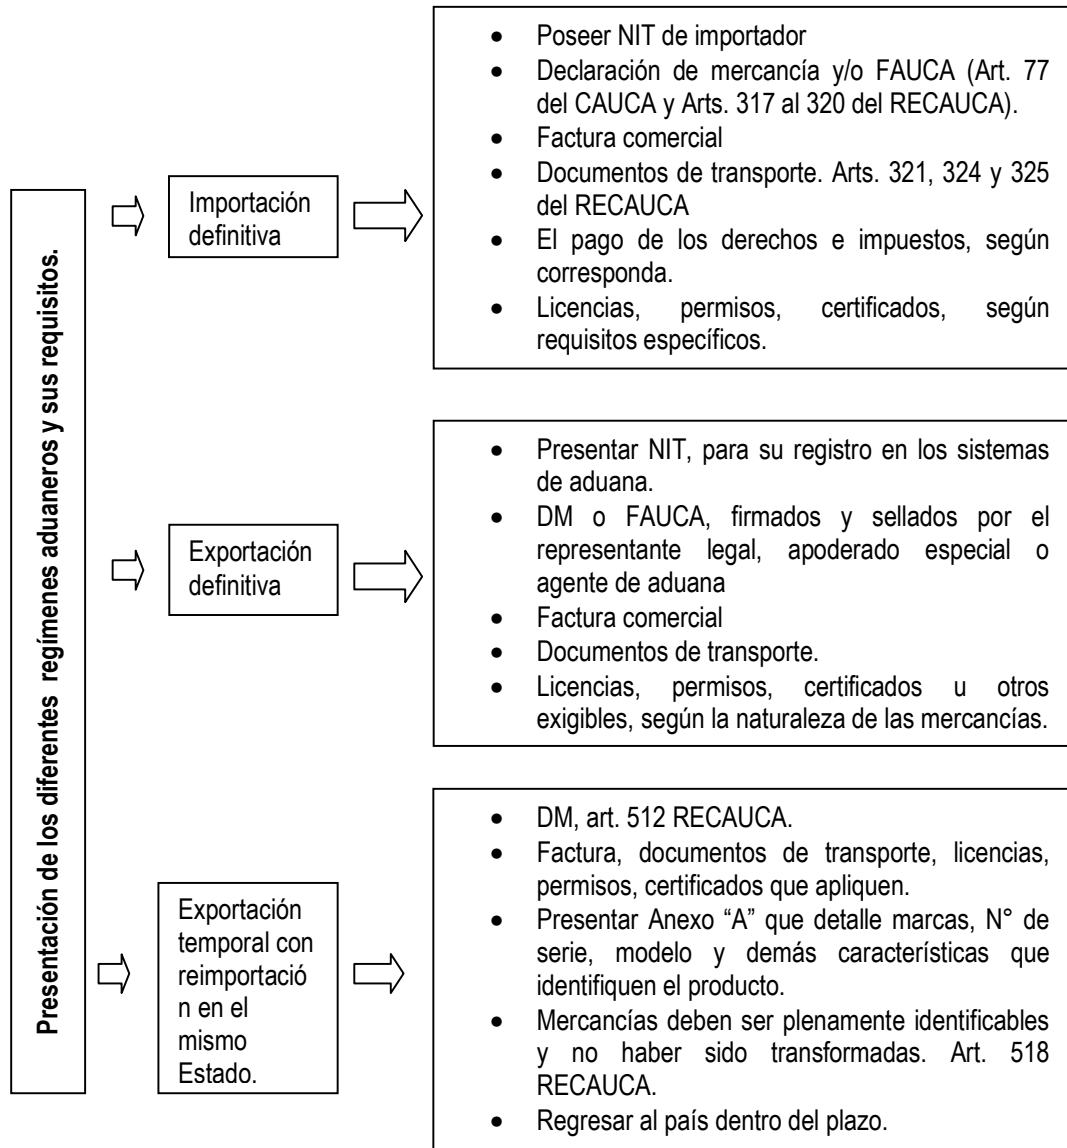 Presentación de los diferentes regímenes aduaneros y sus requisitos.
Importación
definitiva
• Poseer NIT de importador
• Declaración de mercancía y/o FAUCA (Art. 77
del CAUCA y Arts. 317 al 320 del RECAUCA).
• Factura comercial
• Documentos de transporte. Arts. 321, 324 y 325
del RECAUCA
• El pago de los derechos e impuestos, según
corresponda.
• Licencias, permisos, certificados, según
requisitos específicos.
Exportación
definitiva
• Presentar NIT, para su registro en los sistemas
de aduana.
• DM o FAUCA, firmados y sellados por el
representante legal, apoderado especial o
agente de aduana
• Factura comercial
• Documentos de transporte.
• Licencias, permisos, certificados u otros
exigibles, según la naturaleza de las mercancías.
Exportación
temporal con
reimportació
n en el
mismo
Estado.
• DM, art. 512 RECAUCA.
• Factura, documentos de transporte, licencias,
permisos, certificados que apliquen.
• Presentar Anexo “A” que detalle marcas, N° de
serie, modelo y demás características que
identifiquen el producto.
• Mercancías deben ser plenamente identificables
y no haber sido transformadas. Art. 518
RECAUCA.
• Regresar al país dentro del plazo.